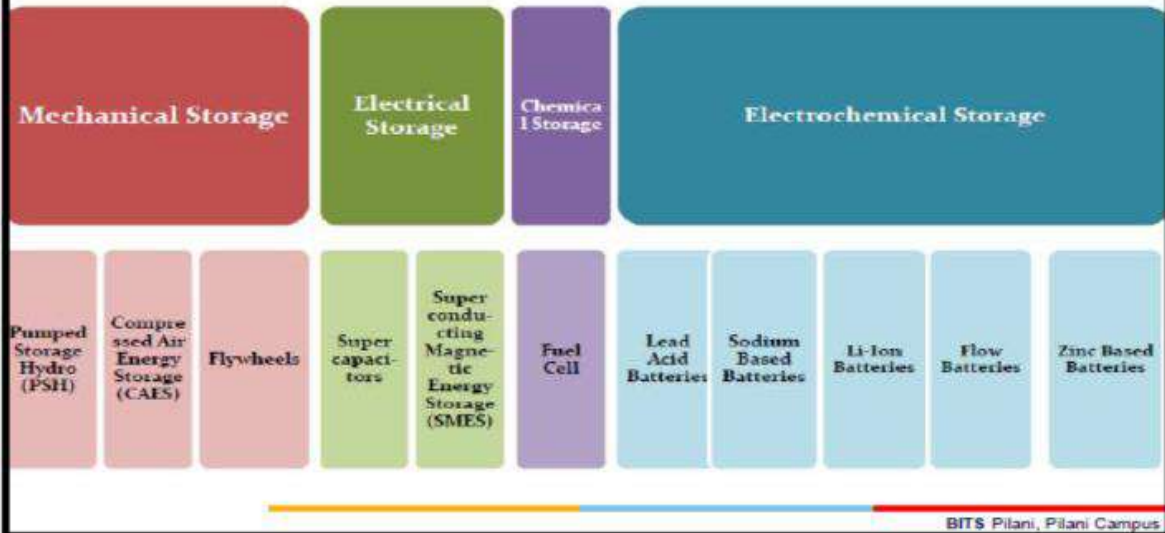 Mechanical Storage
Electrical
Storage
Chemica
l Storage
Electrochemical Storage
Pumped
Storage
Hydro
(PSH)
Compre
ssed Air
Energy
Storage
(CAES)
Flywheels
Super
capaci-
tors
Super
condu-
cting
Magne-
tic
Energy
Storage
(SMES)
Fuel
Cell
Lead
Acid
Batteries
Sodium
Based
Batteries
Li-Ion
Batteries
Flow
Batteries
Zinc Based
Batteries
BITS Pilani, Pilani Campus